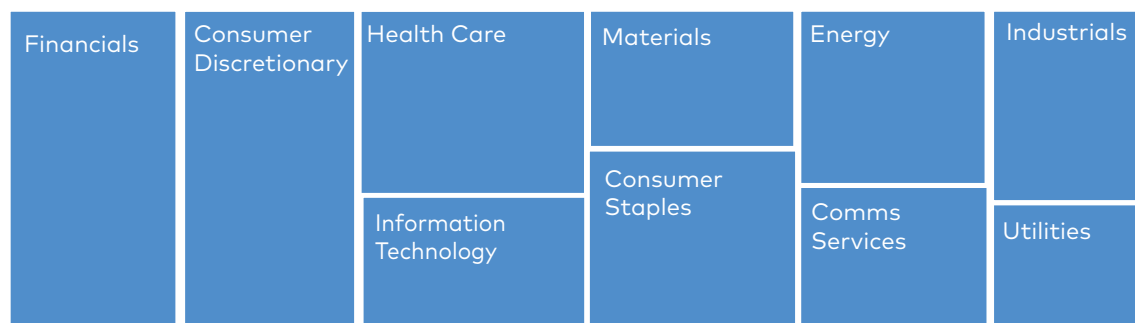 Financials
Consumer
Discretionary
Health Care
Information
Technology
Materials
Consumer
Staples
Energy
Comms
Services
Industrials
Utilities